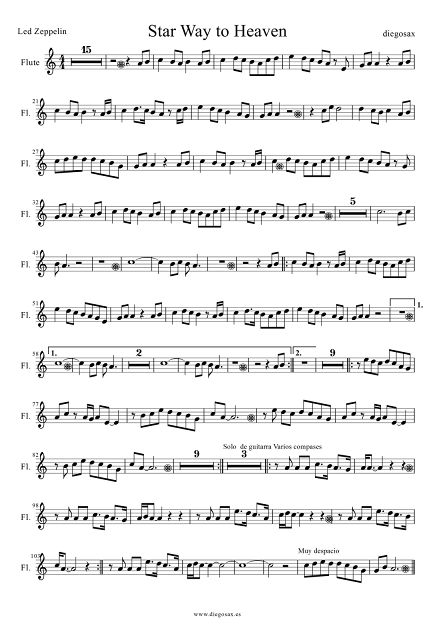 Led Zeppelin
Star Way to Heaven
diegosax
Flute
15
Fl.
21
Fl.
27
Fl.
32
5
Fl.
43
Fl.
51
1.
Fl.
58
1.
2
2.
9
Fl.
77
Fl.
82
9
3
Solo de guitarra Varios compases
Fl.
98
Fl.
103
Muy despacio
Fl.
www.diegosax.es